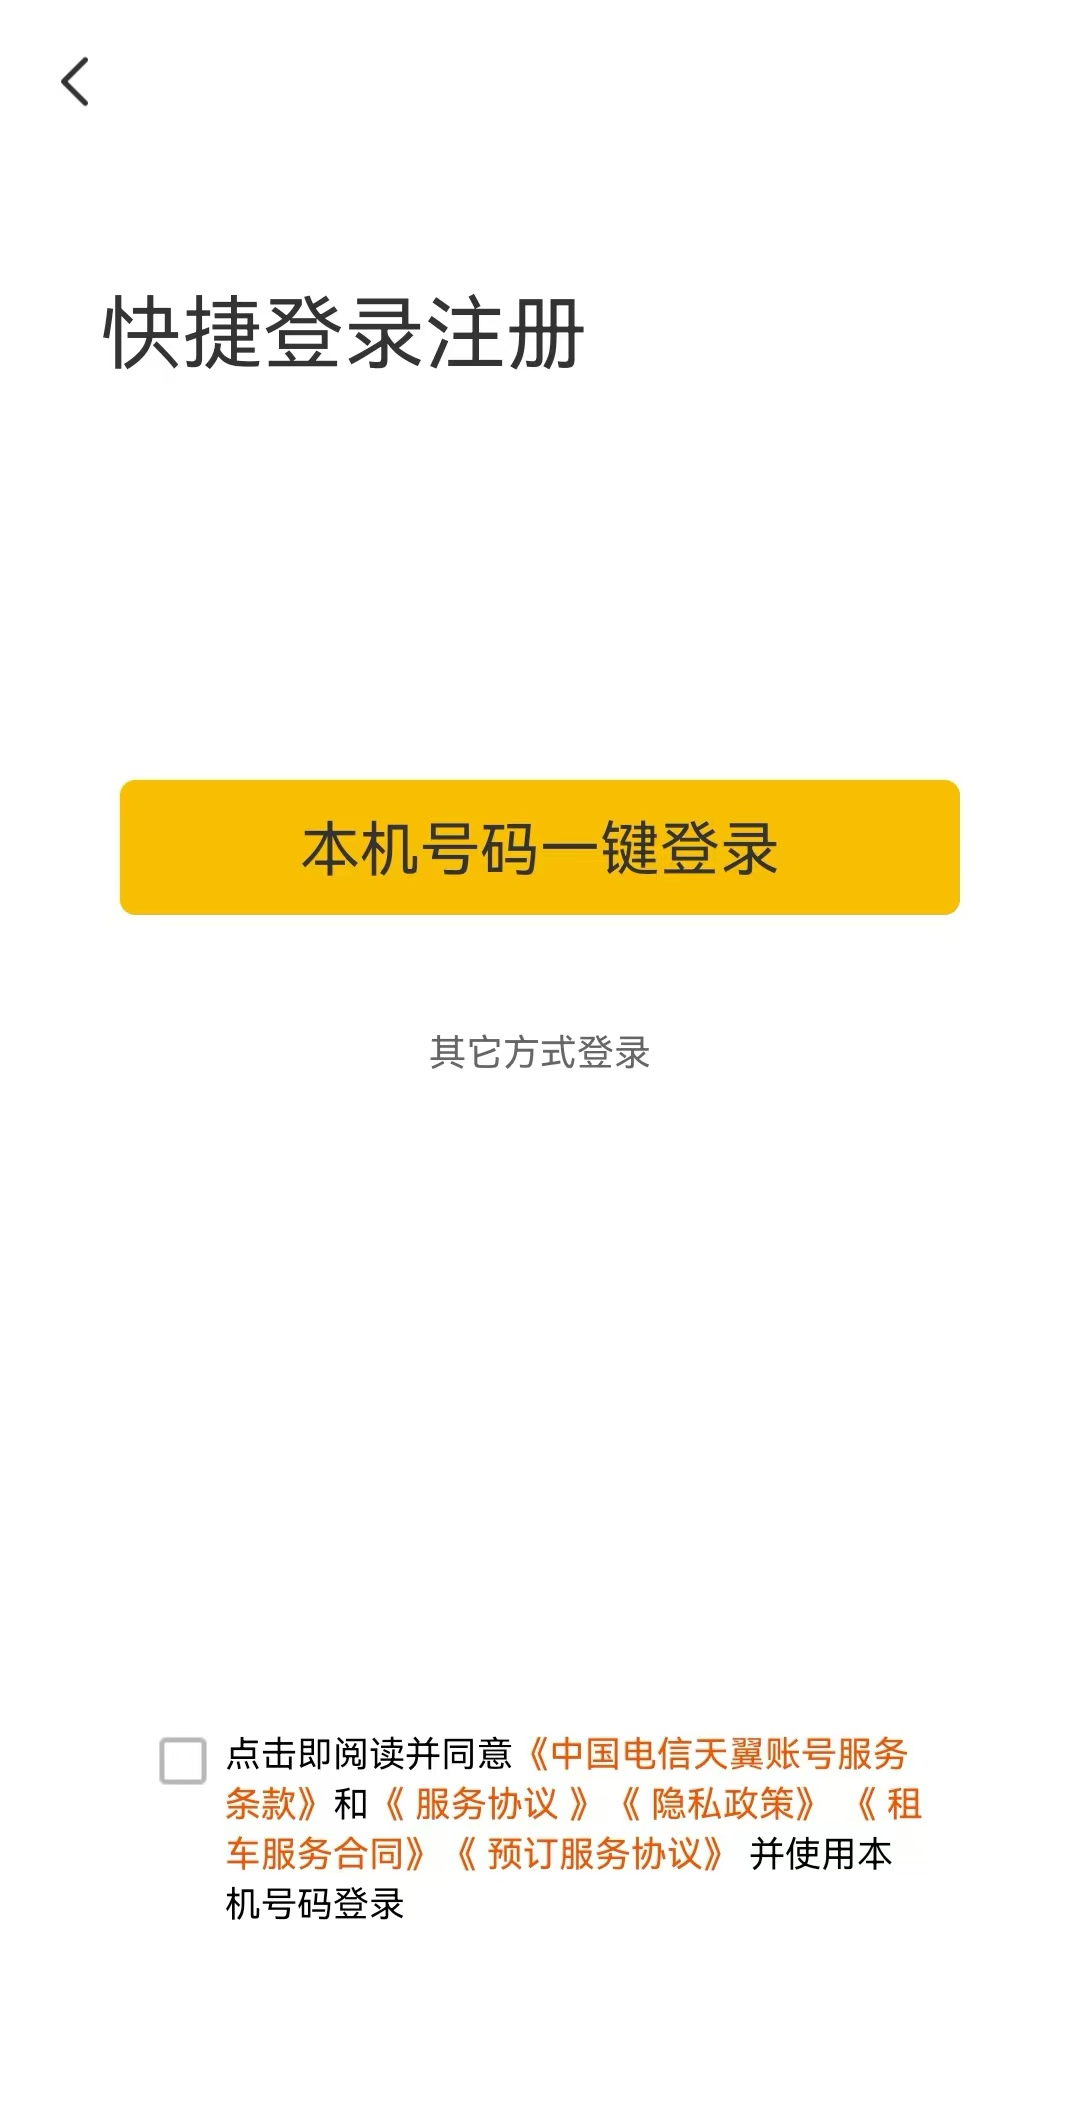 快捷登录注册
本机号码一键登录
其它方式登录
点击即阅读并同意《中国电信天翼账号服务
条款》和《 服务协议 》《 隐私政策》 《 租
车服务合同》《 预订服务协议》 并使用本
机号码登录